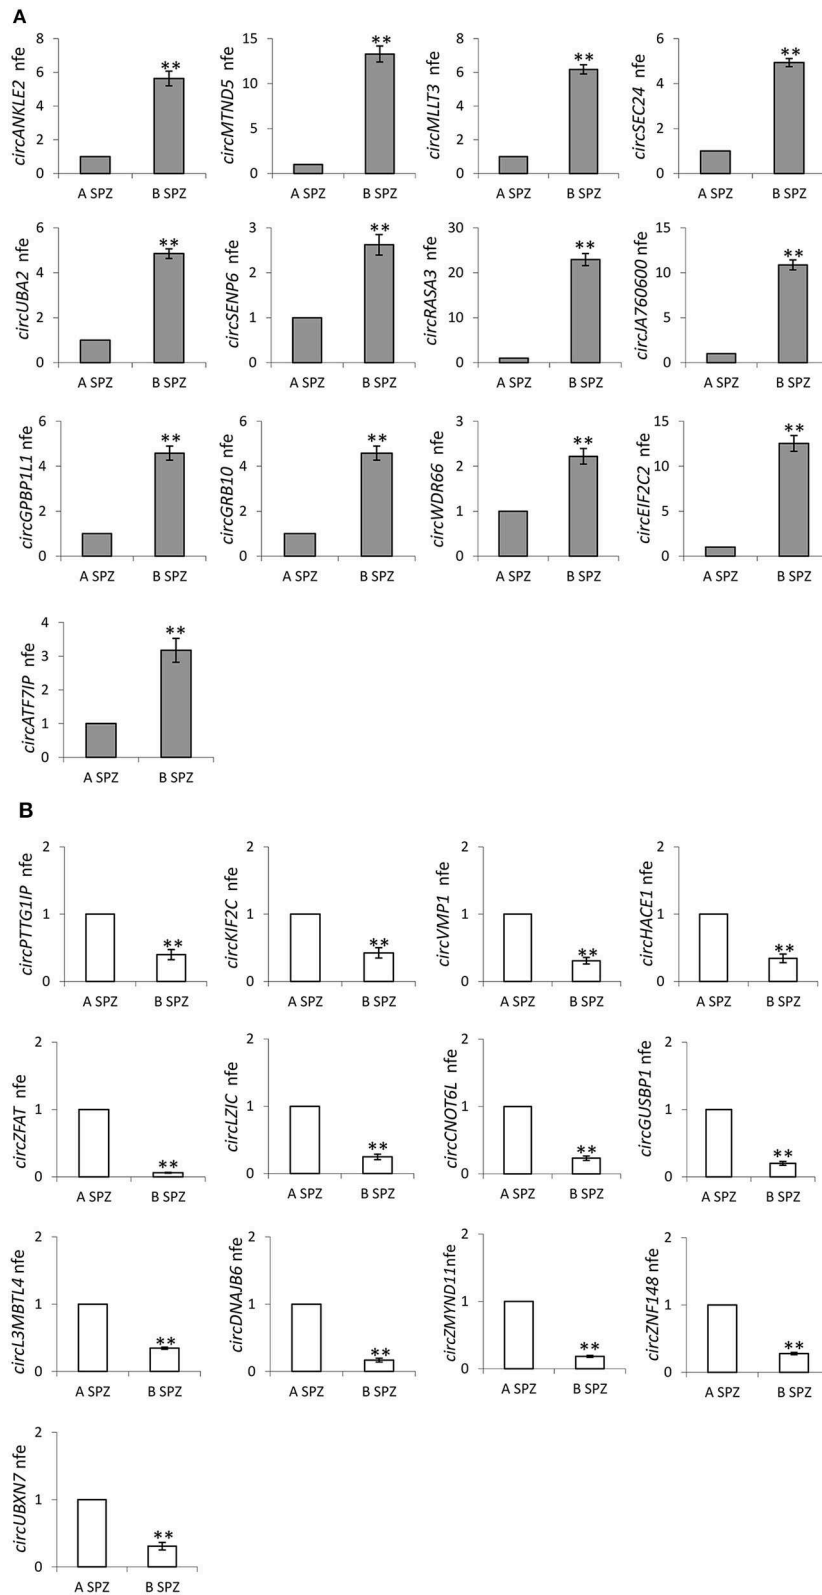 A
circANKLE2 nfe
8
6
4
2
0
**
A SPZ B SPZ
circMTND5 nfe
15
10
5
0
**
A SPZ B SPZ
circMLLT3 nfe
8
6
4
2
0
**
A SPZ B SPZ
circSEC24 nfe
6
4
2
0
**
A SPZ B SPZ
circUBA2 nfe
6
4
2
0
**
A SPZ B SPZ
circSENP6 nfe
3
2
1
0
**
A SPZ B SPZ
circRASA3 nfe
30
20
10
0
**
A SPZ B SPZ
circJA760600 nfe
15
10
5
0
**
A SPZ B SPZ
circGPBP1L1 nfe
6
4
2
0
**
A SPZ B SPZ
circGRB10 nfe
6
4
2
0
**
A SPZ B SPZ
circWDR66 nfe
3
2
1
0
**
A SPZ B SPZ
circEIF2C2 nfe
15
10
5
0
**
A SPZ B SPZ
circATF7IP nfe
4
3
2
1
0
**
A SPZ B SPZ
B
circPTTG1IP nfe
2
1
0
**
A SPZ B SPZ
circKIF2C nfe
2
1
0
**
A SPZ B SPZ
circVMP1 nfe
2
1
0
**
A SPZ B SPZ
circHACE1 nfe
2
1
0
**
A SPZ B SPZ
circZFAT nfe
2
1
0
**
A SPZ B SPZ
circLZIC nfe
2
1
0
**
A SPZ B SPZ
circCNOT6L nfe
2
1
0
**
A SPZ B SPZ
circGUSBP1 nfe
2
1
0
**
A SPZ B SPZ
circL3MBTL4 nfe
2
1
0
**
A SPZ B SPZ
circDNAJB6 nfe
2
1
0
**
A SPZ B SPZ
circZMYND11nfe
2
1
0
**
A SPZ B SPZ
circZNF148 nfe
2
1
0
**
A SPZ B SPZ
circUBXN7 nfe
2
1
0
**
A SPZ B SPZ